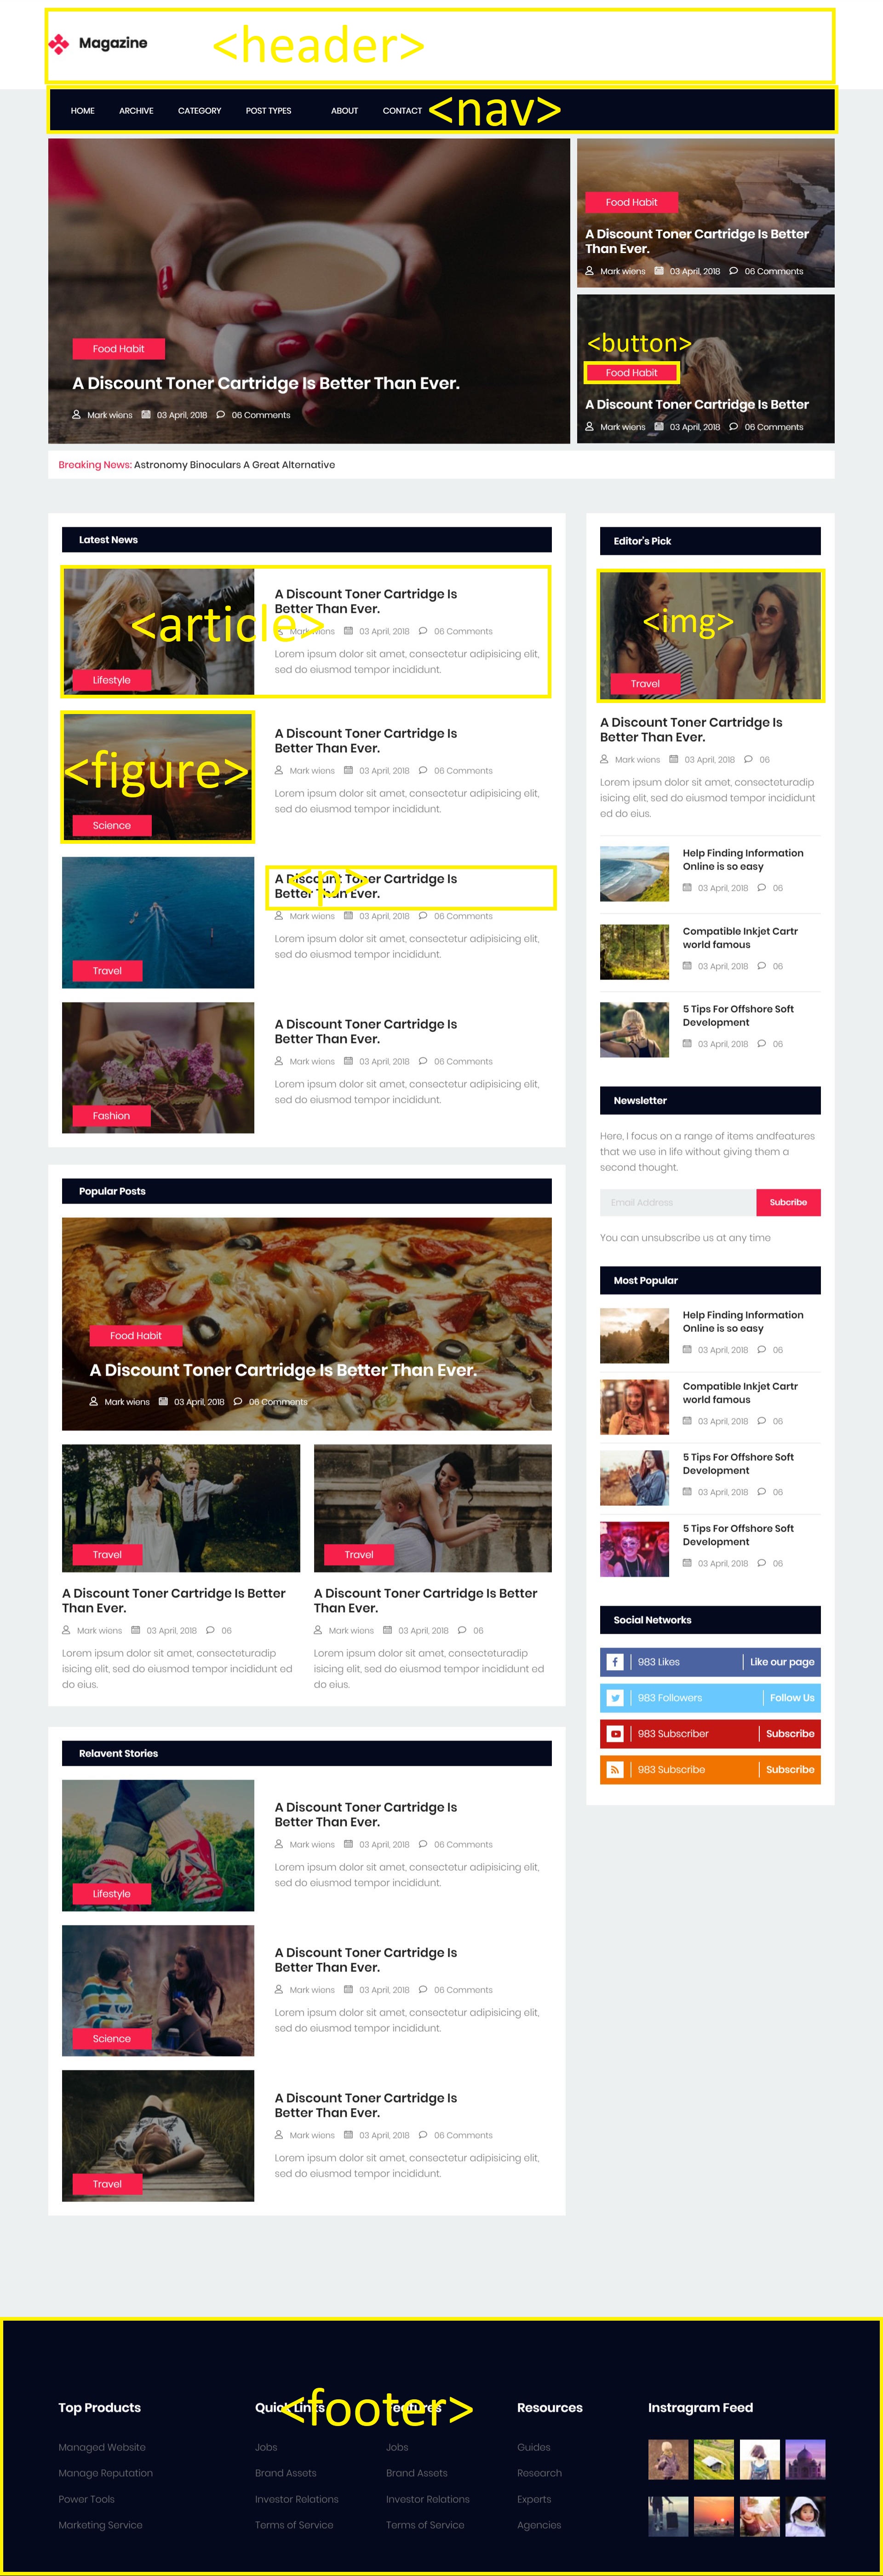 Magazine
<header>
HOME ARCHIVE CATEGORY POST TYPES ABOUT CONTACT <nav>
Food Habit
A Discount Toner Cartridge Is Better Than Ever.
Mark wiens 03 April, 2018 06 Comments
Food Habit
A Discount Toner Cartridge Is Better
Than Ever.
Mark wiens 03 April, 2018 06 Comments
<button>
Food Habit
A Discount Toner Cartridge Is Better
Mark wiens 03 April, 2018 06 Comments
Breaking News: Astronomy Binoculars A Great Alternative
Latest News
<article>
Lifestyle
A Discount Toner Cartridge Is
Better Than Ever.
Mark wiens 03 April, 2018 06 Comments
Lorem ipsum dolor sit amet, consectetur adipisicing elit,
sed do eiusmod tempor incididunt.
<figure>
Science
A Discount Toner Cartridge Is
Better Than Ever.
Mark wiens 03 April, 2018 06 Comments
Lorem ipsum dolor sit amet, consectetur adipisicing elit,
sed do eiusmod tempor incididunt.
Travel
<p>
A Discount Toner Cartridge Is
Better Than Ever.
Mark wiens 03 April, 2018 06 Comments
Lorem ipsum dolor sit amet, consectetur adipisicing elit,
sed do eiusmod tempor incididunt.
Fashion
A Discount Toner Cartridge Is
Better Than Ever.
Mark wiens 03 April, 2018 06 Comments
Lorem ipsum dolor sit amet, consectetur adipisicing elit,
sed do eiusmod tempor incididunt.
Popular Posts
Food Habit
A Discount Toner Cartridge Is Better Than Ever.
Mark wiens 03 April, 2018 06 Comments
Travel
A Discount Toner Cartridge Is Better
Than Ever.
Mark wiens 03 April, 2018 06
Lorem ipsum dolor sit amet, consecteturadip
isicing elit, sed do eiusmod tempor incididunt ed
do eius.
Travel
A Discount Toner Cartridge Is Better
Than Ever.
Mark wiens 03 April, 2018 06
Lorem ipsum dolor sit amet, consecteturadip
isicing elit, sed do eiusmod tempor incididunt ed
do eius.
Relavent Stories
Lifestyle
A Discount Toner Cartridge Is
Better Than Ever.
Mark wiens 03 April, 2018 06 Comments
Lorem ipsum dolor sit amet, consectetur adipisicing elit,
sed do eiusmod tempor incididunt.
Science
A Discount Toner Cartridge Is
Better Than Ever.
Mark wiens 03 April, 2018 06 Comments
Lorem ipsum dolor sit amet, consectetur adipisicing elit,
sed do eiusmod tempor incididunt.
Travel
A Discount Toner Cartridge Is
Better Than Ever.
Mark wiens 03 April, 2018 06 Comments
Lorem ipsum dolor sit amet, consectetur adipisicing elit,
sed do eiusmod tempor incididunt.
Editor's Pick
<img>
Travel
A Discount Toner Cartridge Is
Better Than Ever.
Mark wiens 03 April, 2018 06
Lorem ipsum dolor sit amet, consecteturadip
isicing elit, sed do eiusmod tempor incididunt
ed do eius.
Help Finding Information
Online is so easy
03 April, 2018 06
Compatible Inkjet Cartr
world famous
03 April, 2018 06
5 Tips For Offshore Soft
Development
03 April, 2018 06
Newsletter
Here, I focus on a range of items andfeatures
that we use in life without giving them a
second thought.
Email Address Subcribe
You can unsubscribe us at any time
Most Popular
Help Finding Information
Online is so easy
03 April, 2018 06
Compatible Inkjet Cartr
world famous
03 April, 2018 06
5 Tips For Offshore Soft
Development
03 April, 2018 06
5 Tips For Offshore Soft
Development
03 April, 2018 06
Social Networks
983 Likes Like our page
983 Followers Follow Us
983 Subscriber Subscribe
983 Subscribe Subscribe
<footer>
Top Products
Managed Website
Manage Reputation
Power Tools
Marketing Service
Quick Links
Jobs
Brand Assets
Investor Relations
Terms of Service
Features
Jobs
Brand Assets
Investor Relations
Terms of Service
Resources
Guides
Research
Experts
Agencies
Instragram Feed